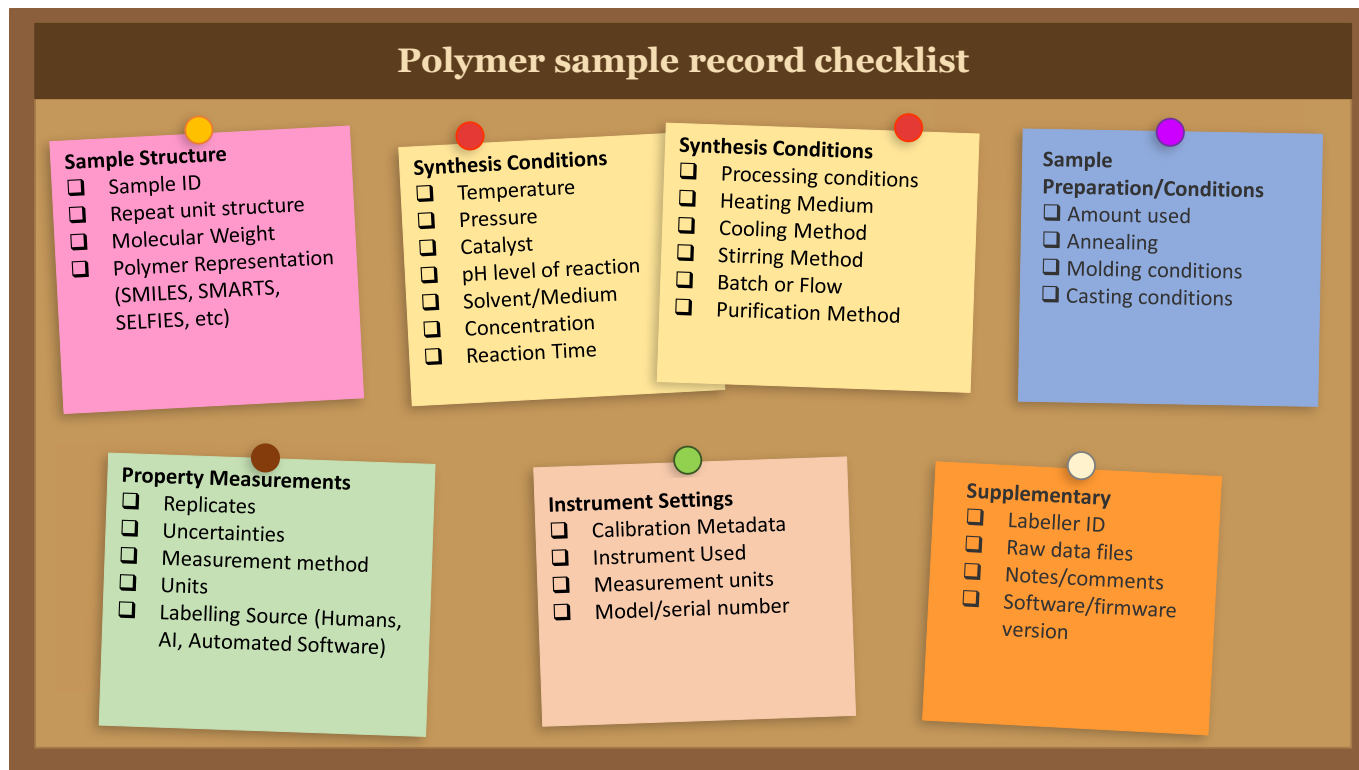 Polymer sample record checklist
Sample Structure
❑ Sample ID
❑ Repeat unit structure
❑ Molecular Weight
❑ Polymer Representation
(SMILES, SMARTS,
SELFIES, etc)
Synthesis Conditions
❑ Temperature
❑ Pressure
❑ Catalyst
❑ pH level of reaction
❑ Solvent/Medium
❑ Concentration
❑ Reaction Time
Synthesis Conditions
❑ Processing conditions
❑ Heating Medium
❑ Cooling Method
❑ Stirring Method
❑ Batch or Flow
❑ Purification Method
Sample
Preparation/Conditions
❑ Amount used
❑ Annealing
❑ Molding conditions
❑ Casting conditions
Property Measurements
❑ Replicates
❑ Uncertainties
❑ Measurement method
❑ Units
❑ Labelling Source (Humans,
AI, Automated Software)
Instrument Settings
❑ Calibration Metadata
❑ Instrument Used
❑ Measurement units
❑ Model/serial number
Supplementary
❑ Labeller ID
❑ Raw data files
❑ Notes/comments
❑ Software/firmware
version